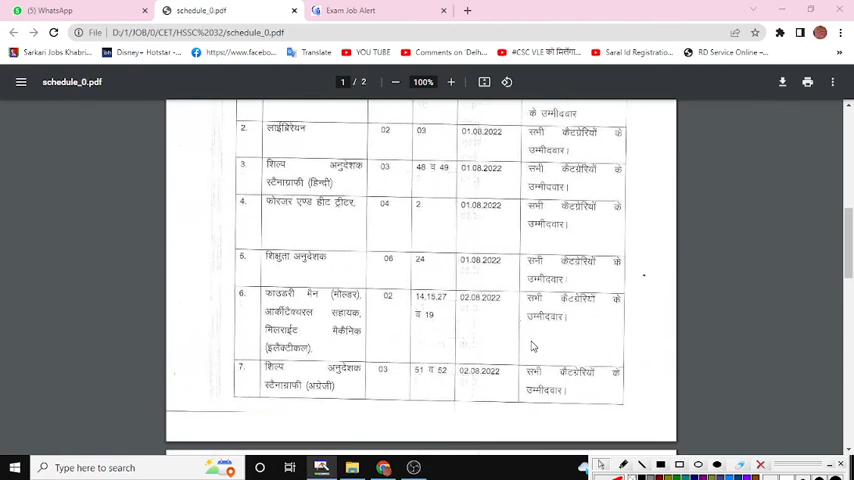 (5) WhatsApp
schedule_0.pdf
Exam Job Alert
File D:/1/JOB/0/CET/HSSC%2032/schedule_0.pdf
Sarkari Jobs Khabri...
Disney+ Hotstar -...
https://www.facebo...
Translate
YOU TUBE
Comments on 'Delh...
#CSC VLE को मिलेंगा...
Saral Id Registratio...
RD Service Online -...
schedule_0.pdf
1 / 2
100%
के उम्मीदवार
2. लाईब्रेरियन 02 03 01.08.2022 सभी कैटग्रेरियों के
उम्मीदवार।
3. शिल्प अनुदेशक 03 48 व 49 01.08.2022 सभी कैटग्रेरियों के
स्टैनाग्राफी (हिन्दी) उम्मीदवार।
4. फोरजर एण्ड हीट ट्रीटर, 04 2 01.08.2022 सभी कैटग्रेरियों के
उम्मीदवार।
5. शिक्षुता अनुदेशक 06 24 01.08.2022 सभी कैटग्रेरियों के
उम्मीदवार।
6. फाउडरी मैन (मोल्डर), 02 14,15,27 02.08.2022 सभी कैटग्रेरियों के
आर्कीटैक्चरल सहायक, व 19 उम्मीदवार।
मिलराईट मैकैनिक
(इलैक्टीकल),
7. शिल्प अनुदेशक 03 51 व 52 02.08.2022 सभी कैटग्रेरियों के
स्टैनाग्राफी (अग्रेजी) उम्मीदवार।
Type here to search